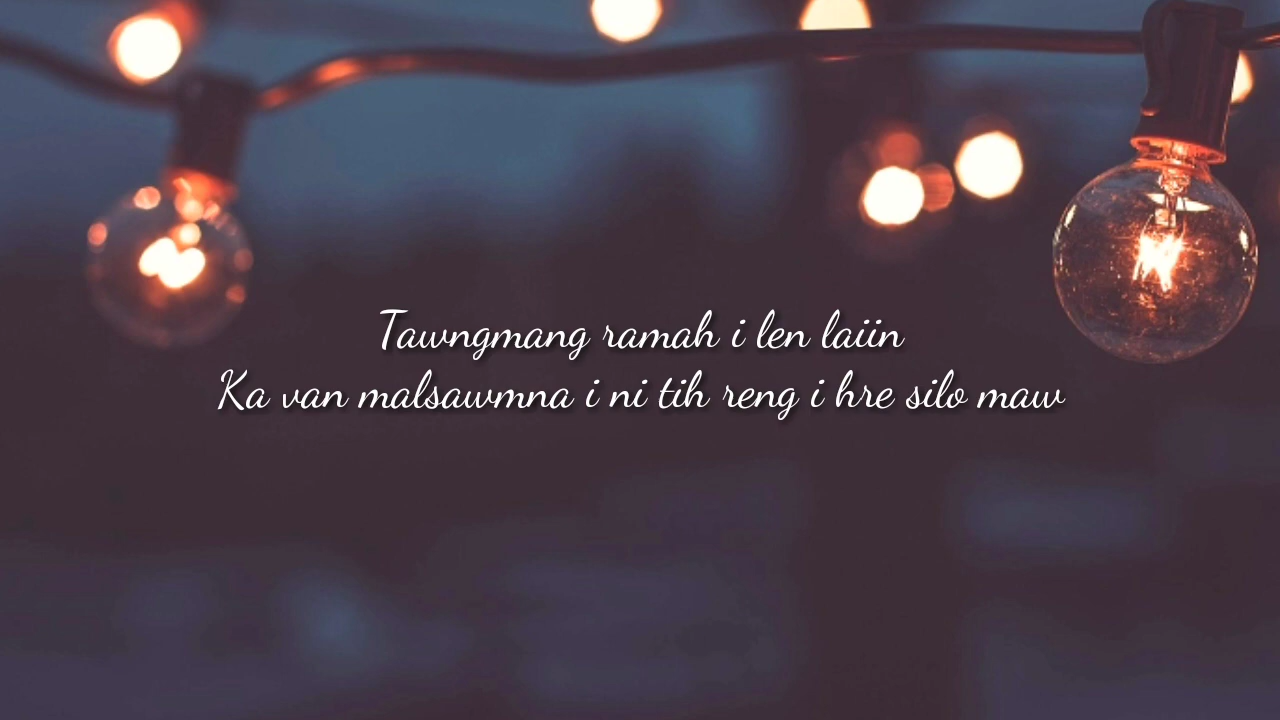 Tawngmang ramah i len laiin
Ka van malsawmna i ni tih reng i hre silo maw